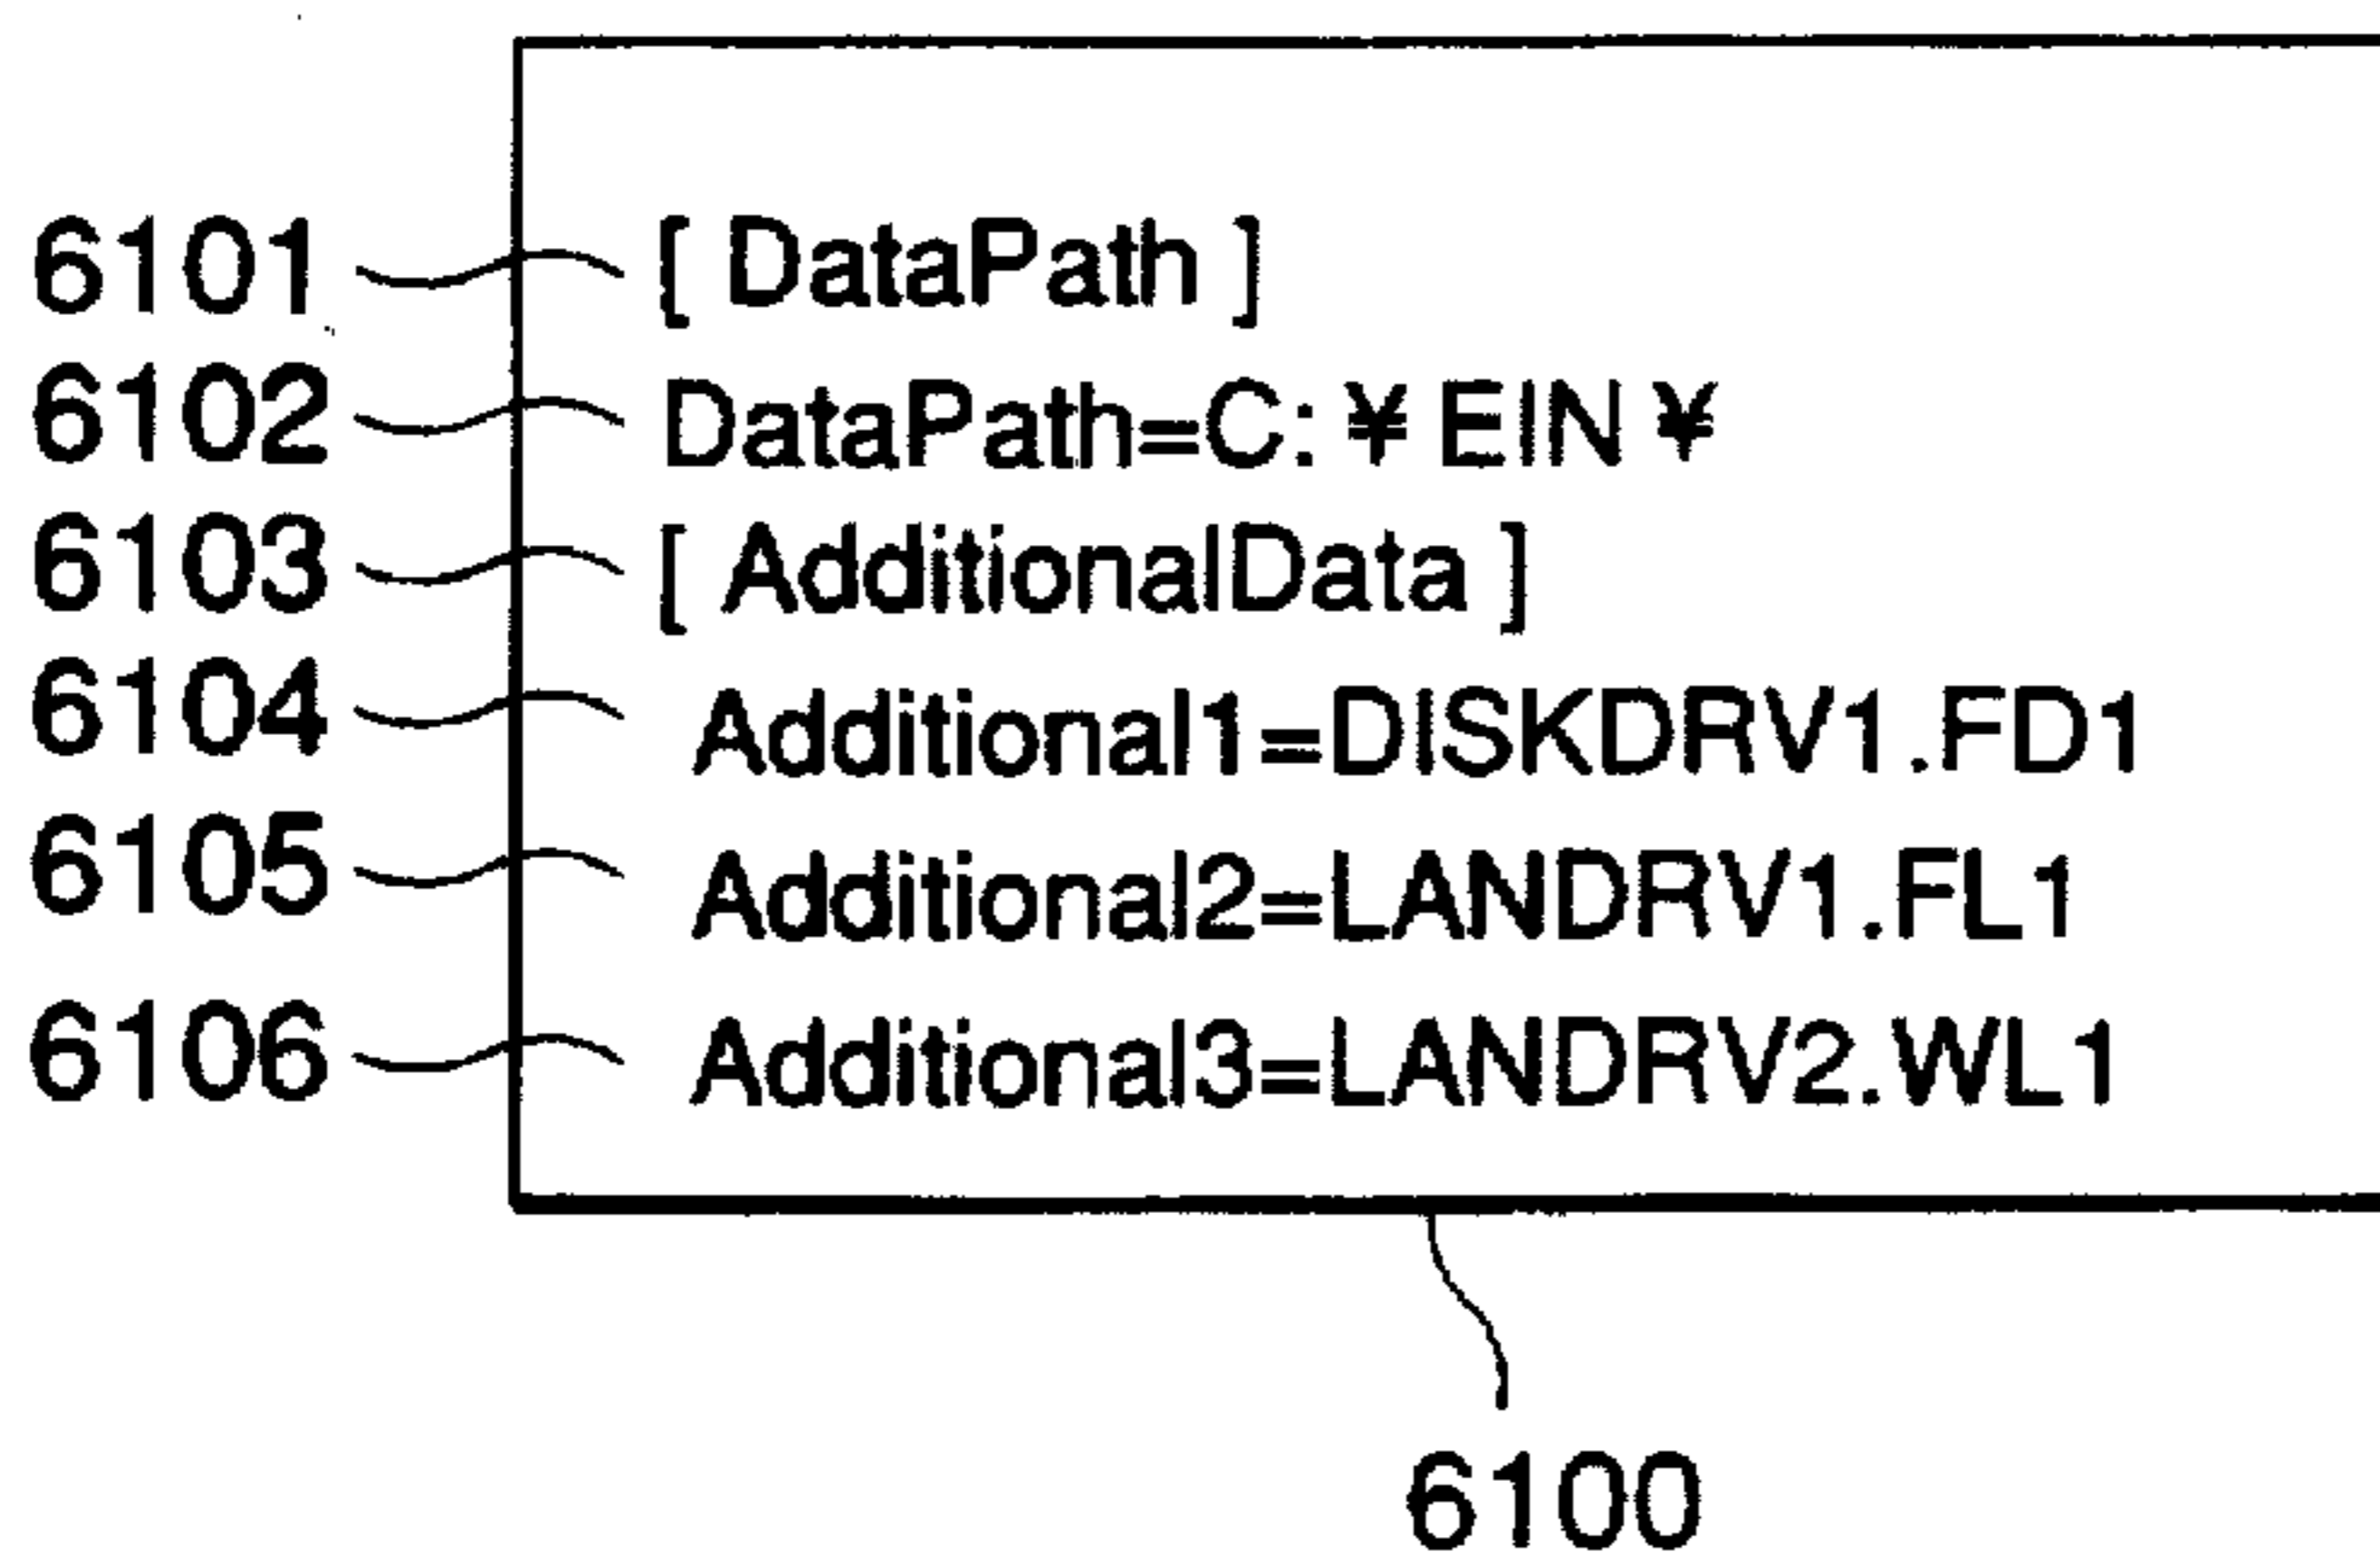 6101 [ DataPath ]
6102 DataPath=C: ¥ EIN ¥
6103 [ AdditionalData ]
6104 Additional1=DISKDRV1.FD1
6105 Additional2=LANDRV1.FL1
6106 Additional3=LANDRV2.WL1
6100